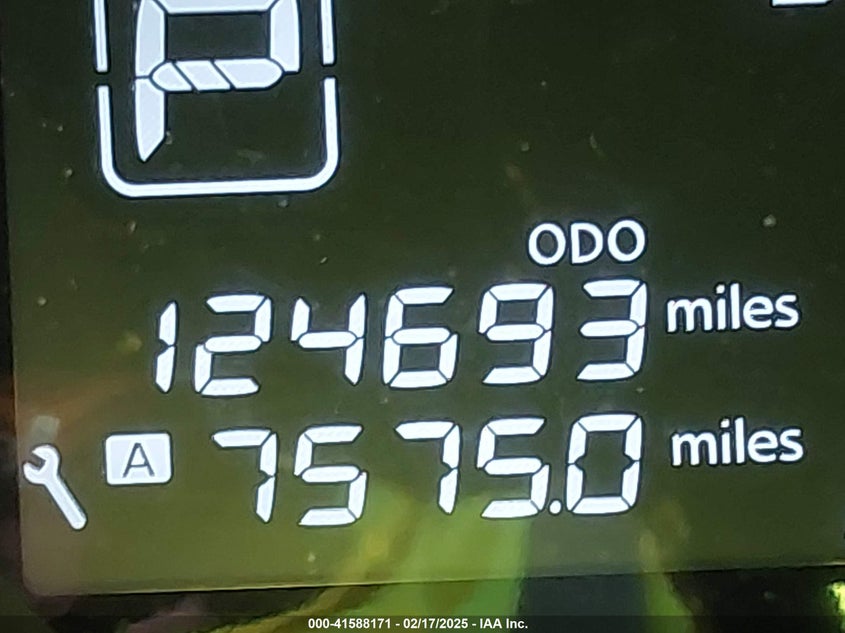 P
ODO
124693 miles
A 7575.0 miles
000-41588171 - 02/17/2025 - IAA Inc.